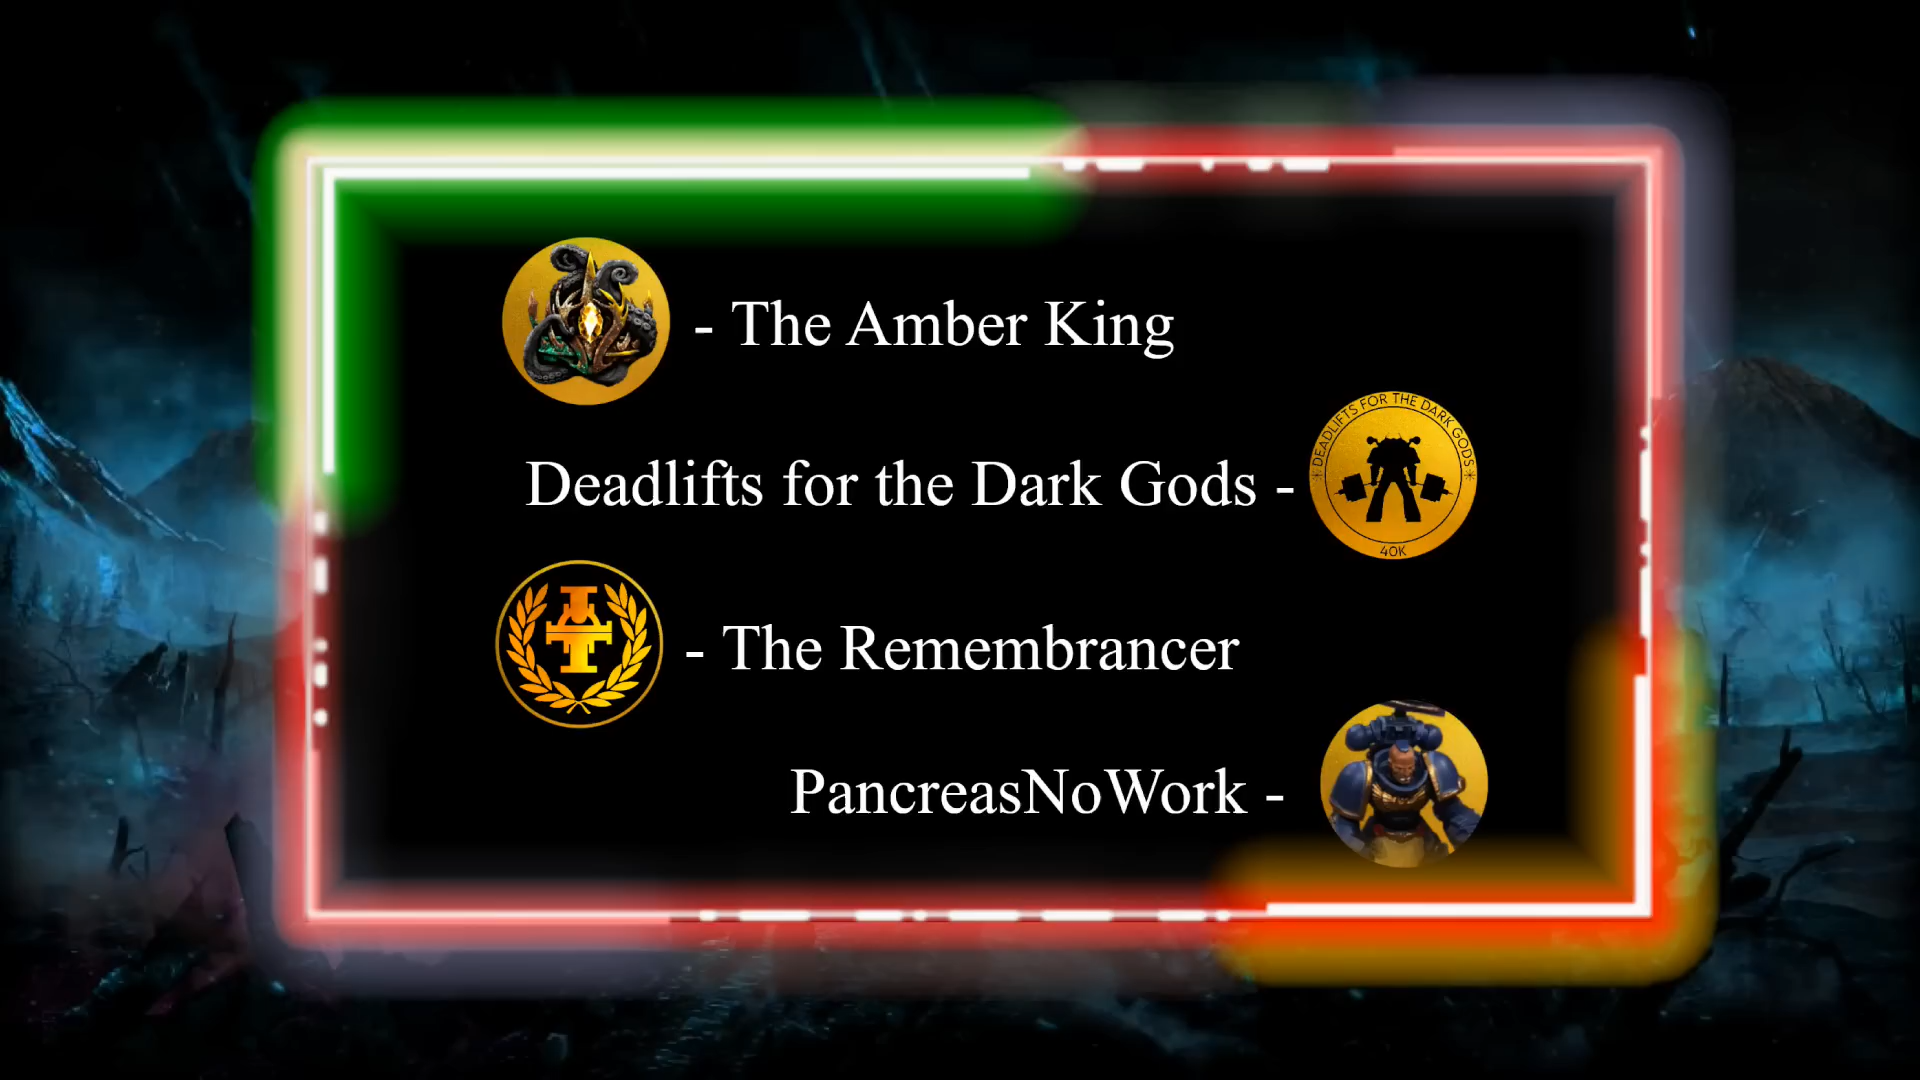 - The Amber King
DEADLIFTS FOR THE DARK GODS
Deadlifts for the Dark Gods -
40K
- The Remembrancer
PancreasNoWork -